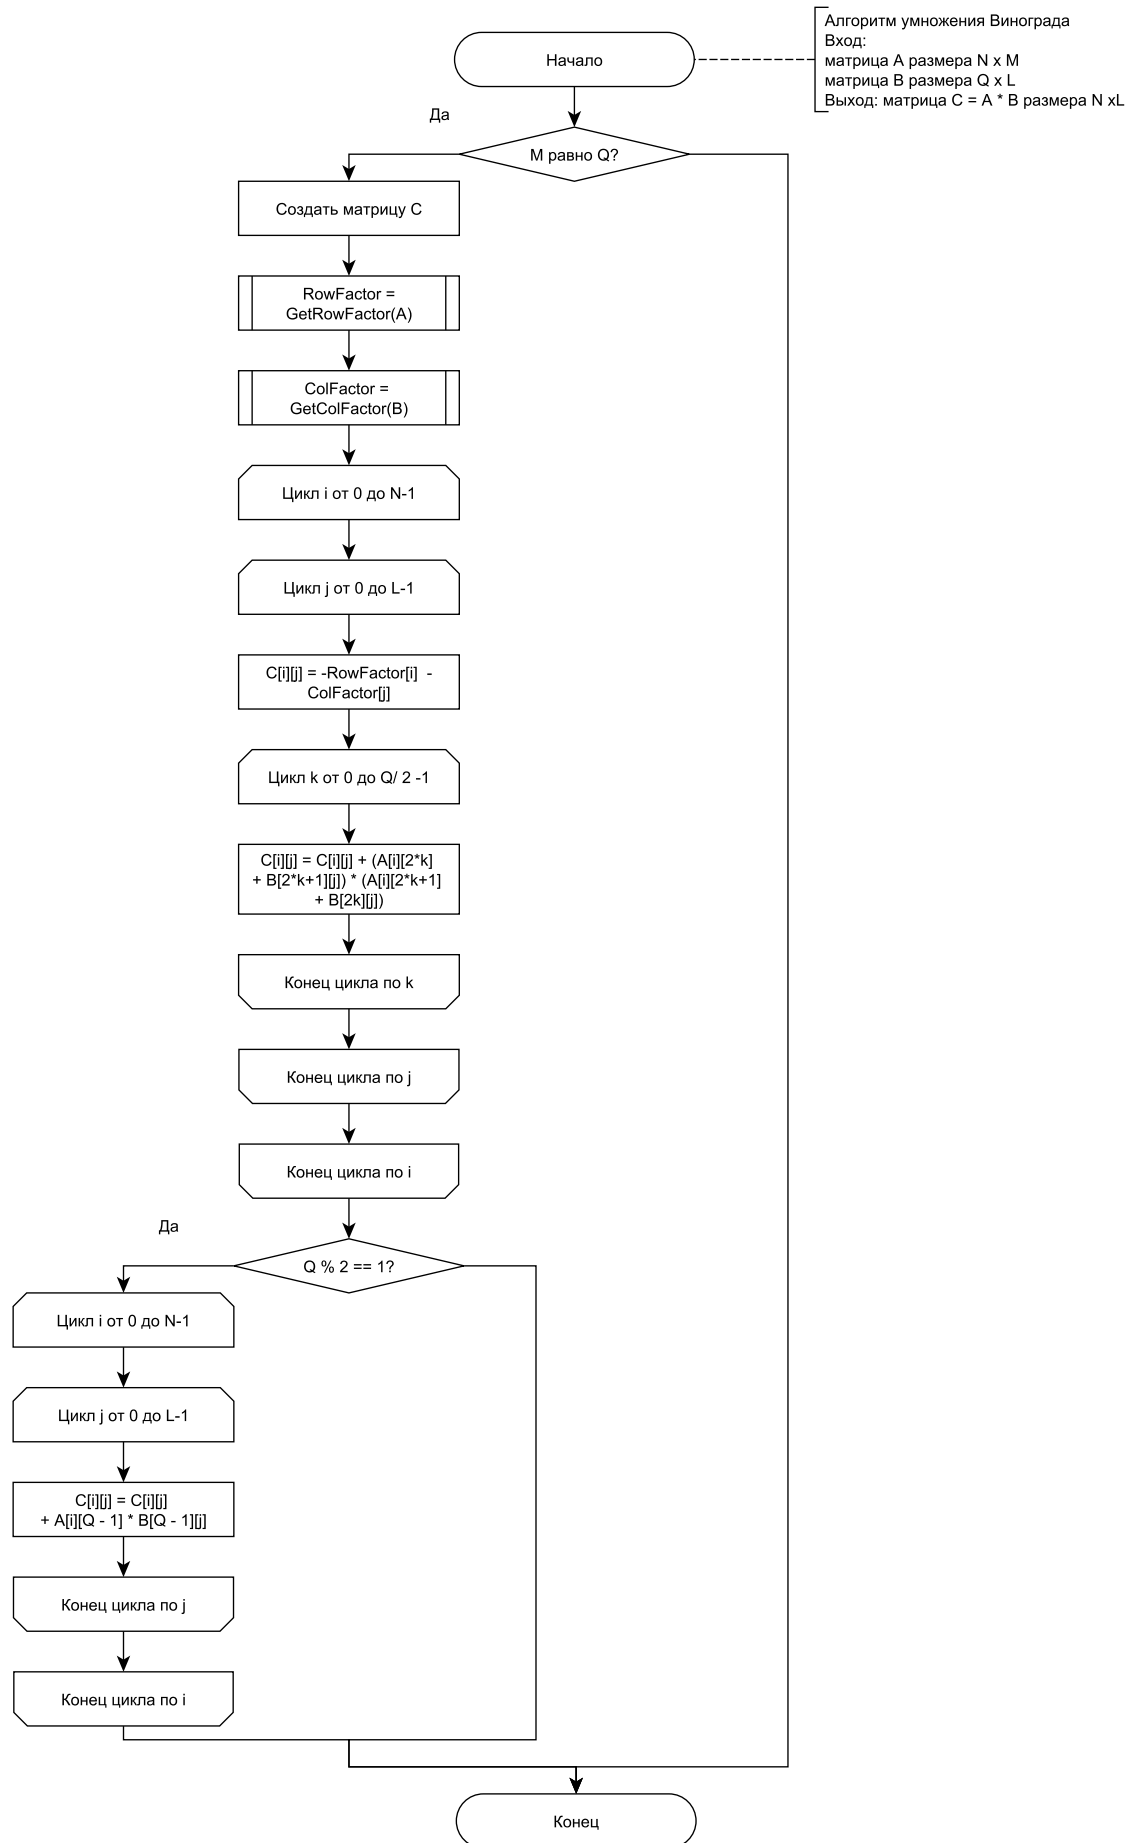 Алгоритм умножения Винограда
Вход:
матрица A размера N x M
матрица B размера Q x L
Выход: матрица C = A * B размера N xL
Начало
Да
M равно Q?
Создать матрицу C
RowFactor =
GetRowFactor(A)
ColFactor =
GetColFactor(B)
Цикл i от 0 до N-1
Цикл j от 0 до L-1
C[i][j] = -RowFactor[i] -
ColFactor[j]
Цикл k от 0 до Q/ 2 -1
C[i][j] = C[i][j] + (A[i][2*k]
+ B[2*k+1][j]) * (A[i][2*k+1]
+ B[2k][j])
Конец цикла по k
Конец цикла по j
Конец цикла по i
Да
Q % 2 == 1?
Цикл i от 0 до N-1
Цикл j от 0 до L-1
C[i][j] = C[i][j]
+ A[i][Q - 1] * B[Q - 1][j]
Конец цикла по j
Конец цикла по i
Конец